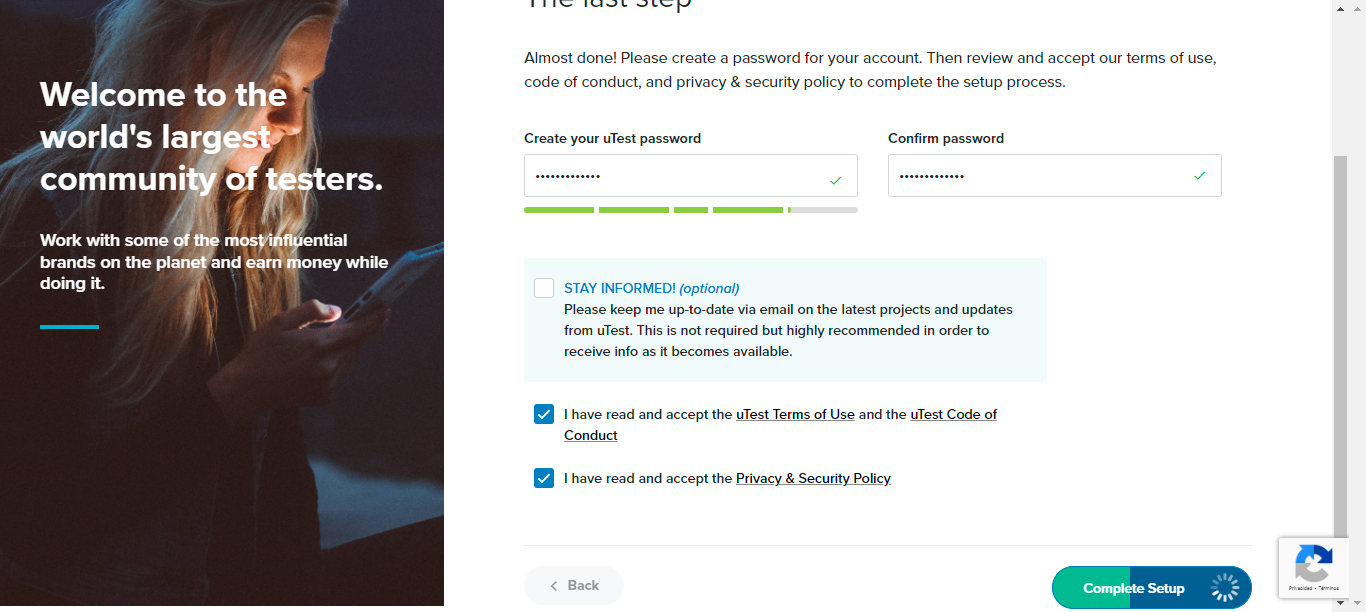 Welcome to the
world's largest
community of testers.
Work with some of the most influential
brands on the planet and earn money while
doing it.
The last step
Almost done! Please create a password for your account. Then review and accept our terms of use,
code of conduct, and privacy & security policy to complete the setup process.
Create your uTest password
Confirm password
•••••••••••••
•••••••••••••
STAY INFORMED! (optional)
Please keep me up-to-date via email on the latest projects and updates
from uTest. This is not required but highly recommended in order to
receive info as it becomes available.
I have read and accept the uTest Terms of Use and the uTest Code of
Conduct
I have read and accept the Privacy & Security Policy
Back
Complete Setup
Privacidad - Términos